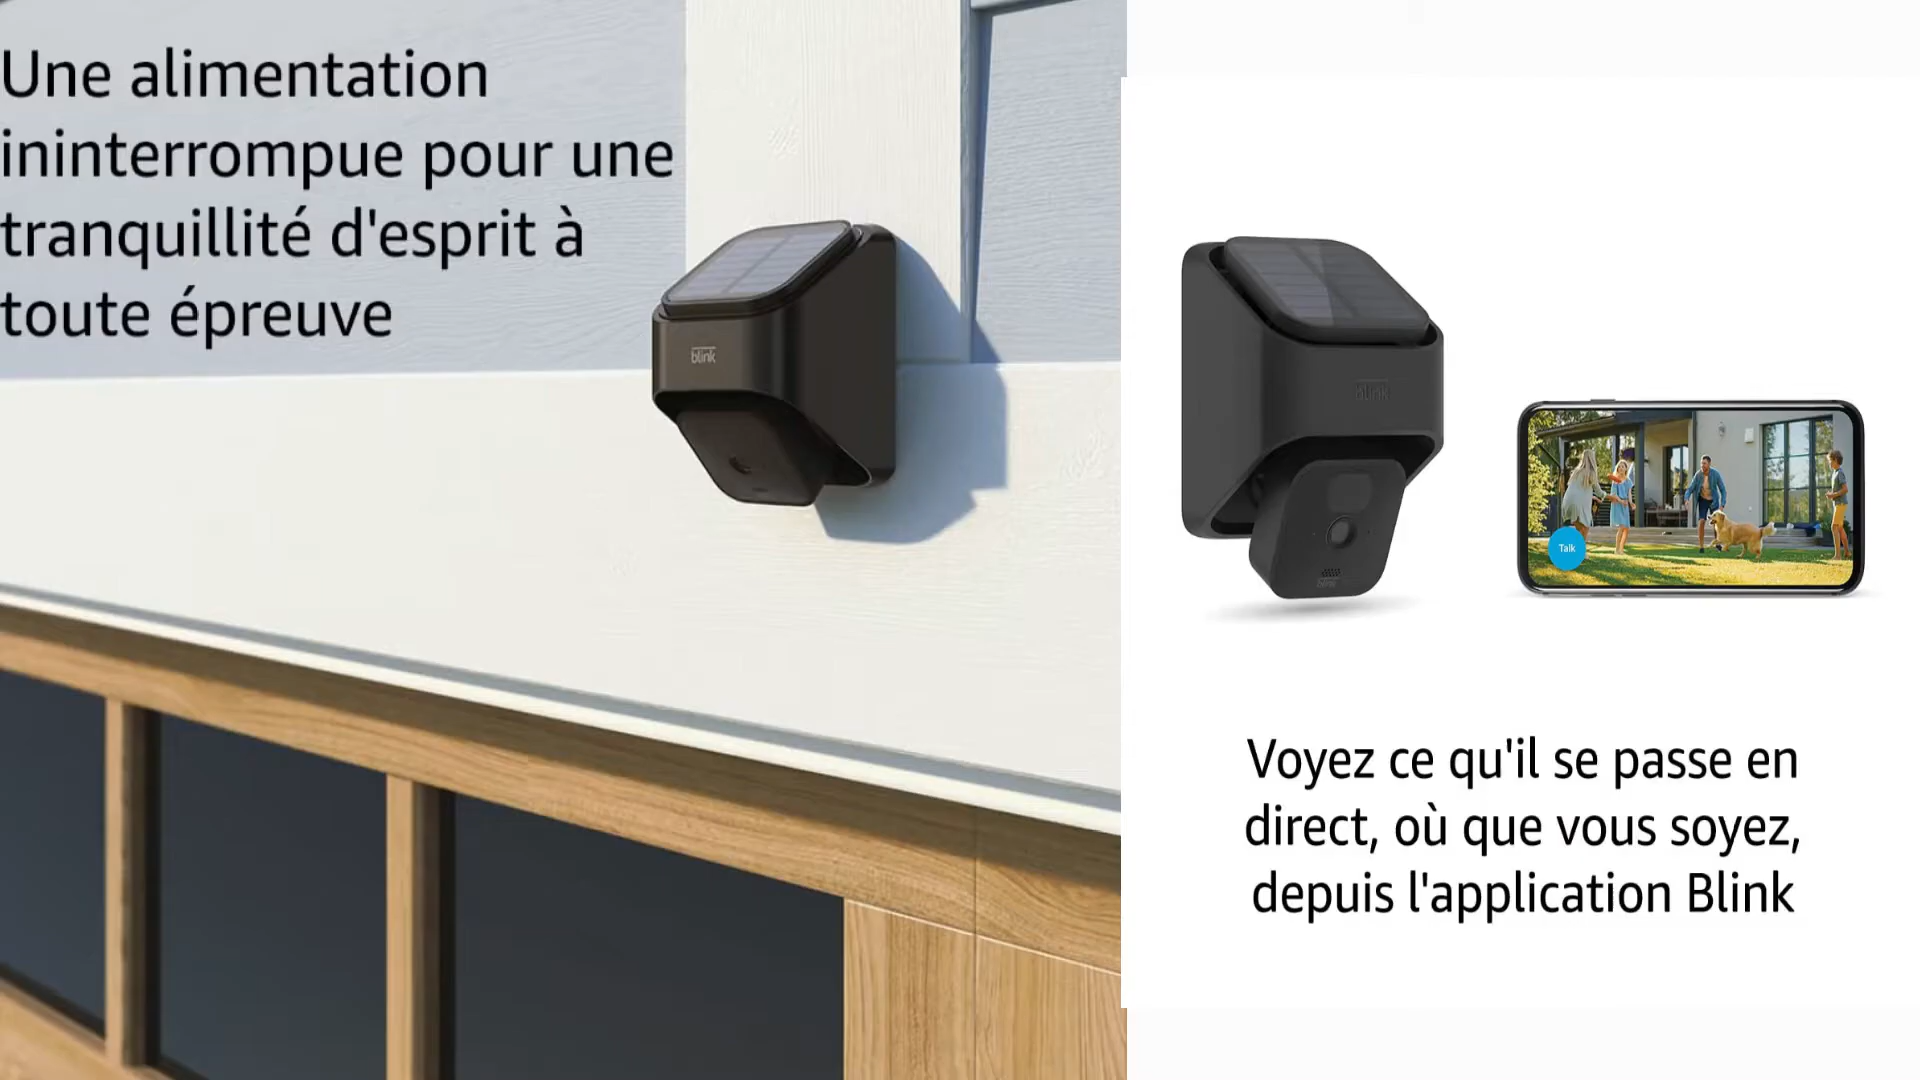 Une alimentation
ininterrompue pour une
tranquillité d'esprit à
toute épreuve
blink
blink
Talk
Voyez ce qu'il se passe en
direct, où que vous soyez,
depuis l'application Blink